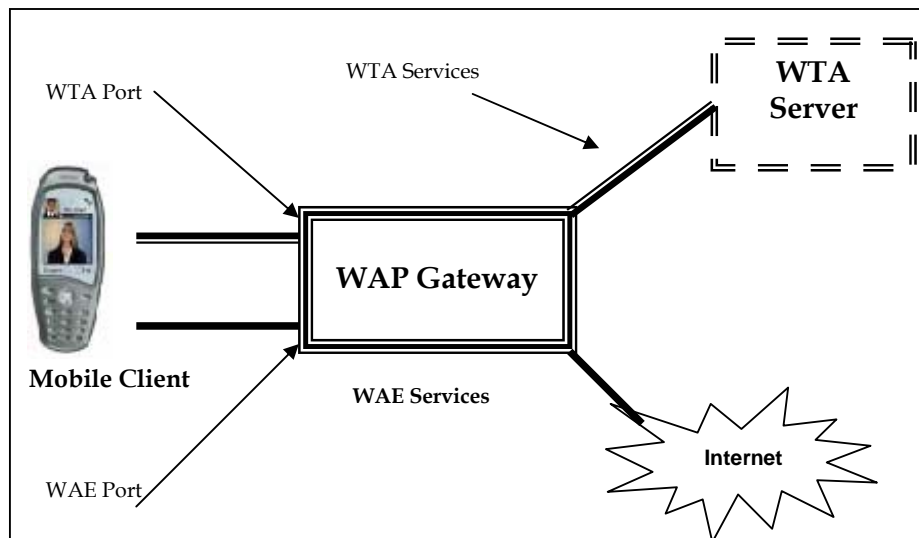 WTA Services
WTA
Server
WTA Port
WAP Gateway
Mobile Client
WAE Services
Internet
WAE Port